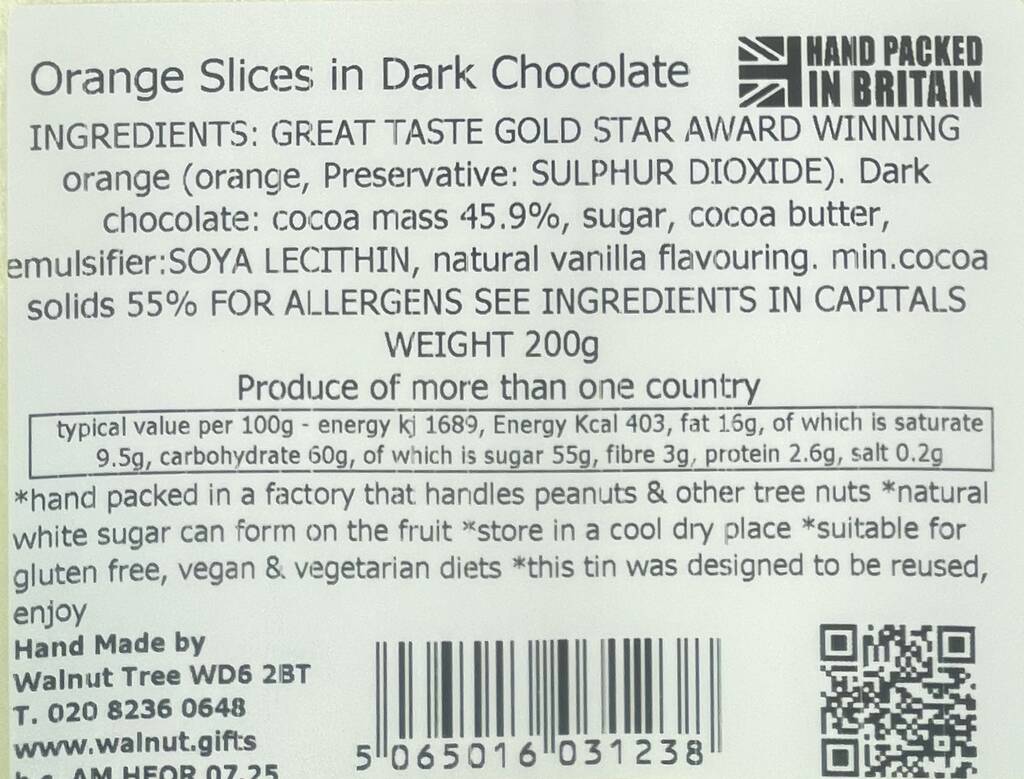 Orange Slices in Dark Chocolate
HAND PACKED
IN BRITAIN
INGREDIENTS: GREAT TASTE GOLD STAR AWARD WINNING
orange (orange, Preservative: SULPHUR DIOXIDE). Dark
chocolate: cocoa mass 45.9%, sugar, cocoa butter,
emulsifier:SOYA LECITHIN, natural vanilla flavouring. min.cocoa
solids 55% FOR ALLERGENS SEE INGREDIENTS IN CAPITALS
WEIGHT 200g
Produce of more than one country
typical value per 100g - energy kj 1689, Energy Kcal 403, fat 16g, of which is saturate
9.5g, carbohydrate 60g, of which is sugar 55g, fibre 3g, protein 2.6g, salt 0.2g
*hand packed in a factory that handles peanuts & other tree nuts *natural
white sugar can form on the fruit *store in a cool dry place *suitable for
gluten free, vegan & vegetarian diets *this tin was designed to be reused,
enjoy
Hand Made by
Walnut Tree WD6 2BT
T. 020 8236 0648
www.walnut.gifts
AM HEOR 07.25
5 065016 031238